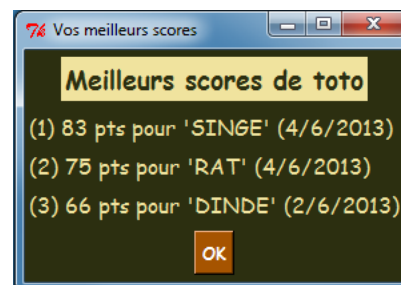 Vos meilleurs scores
Meilleurs scores de toto
(1) 83 pts pour 'SINGE' (4/6/2013)
(2) 75 pts pour 'RAT' (4/6/2013)
(3) 66 pts pour 'DINDE' (2/6/2013)
OK